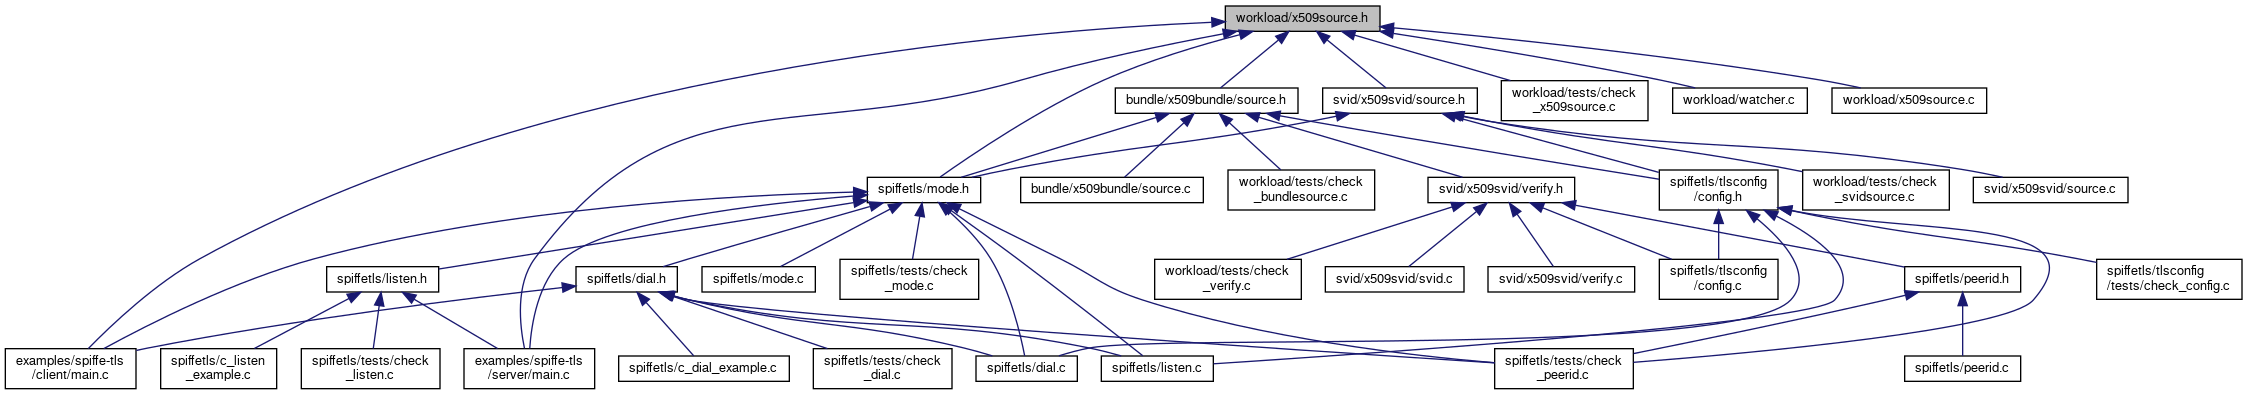 workload/x509source.h
bundle/x509bundle/source.h
svid/x509svid/source.h
workload/tests/check
_x509source.c
workload/watcher.c
workload/x509source.c
spiffetls/mode.h
bundle/x509bundle/source.c
workload/tests/check
_bundlesource.c
svid/x509svid/verify.h
spiffetls/tlsconfig
/config.h
workload/tests/check
_svidsource.c
svid/x509svid/source.c
spiffetls/listen.h
spiffetls/dial.h
spiffetls/mode.c
spiffetls/tests/check
_mode.c
workload/tests/check
_verify.c
svid/x509svid/svid.c
svid/x509svid/verify.c
spiffetls/tlsconfig
/config.c
spiffetls/peerid.h
spiffetls/tlsconfig
/tests/check_config.c
examples/spiffe-tls
/client/main.c
spiffetls/c_listen
_example.c
spiffetls/tests/check
_listen.c
examples/spiffe-tls
/server/main.c
spiffetls/c_dial_example.c
spiffetls/tests/check
_dial.c
spiffetls/dial.c
spiffetls/listen.c
spiffetls/tests/check
_peerid.c
spiffetls/peerid.c